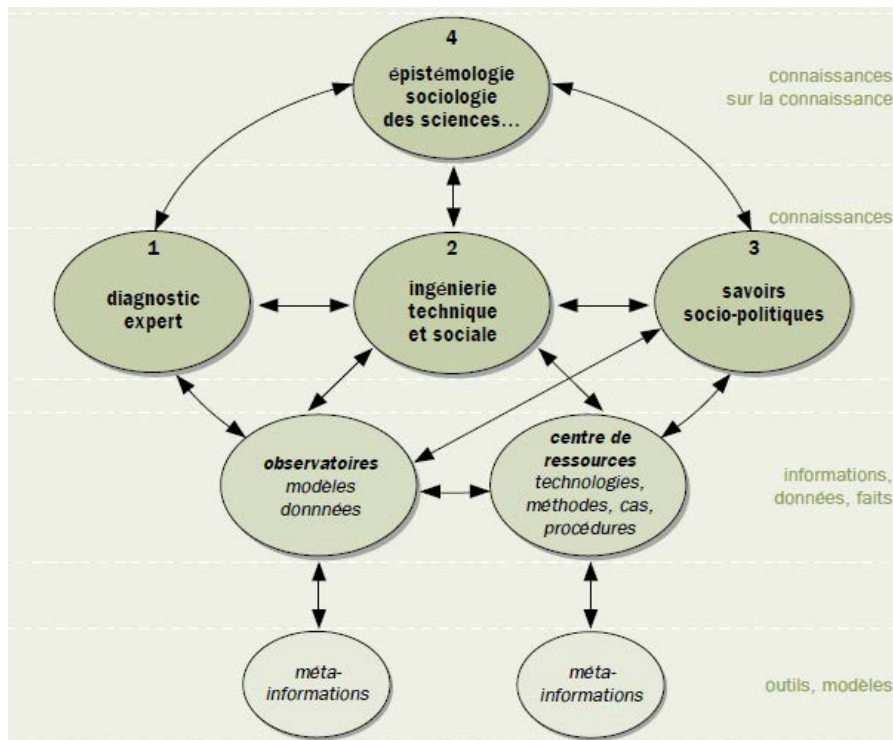 4
épistémologie
sociologie
des sciences...
connaissances
sur la connaissance
connaissances
1
diagnostic
expert
2
ingénierie
technique
et sociale
3
savoirs
socio-politiques
observatoires
modèles
donnnées
centre de
ressources
technologies,
méthodes, cas,
procédures
informations,
données, faits
méta-
informations
méta-
informations
outils, modèles